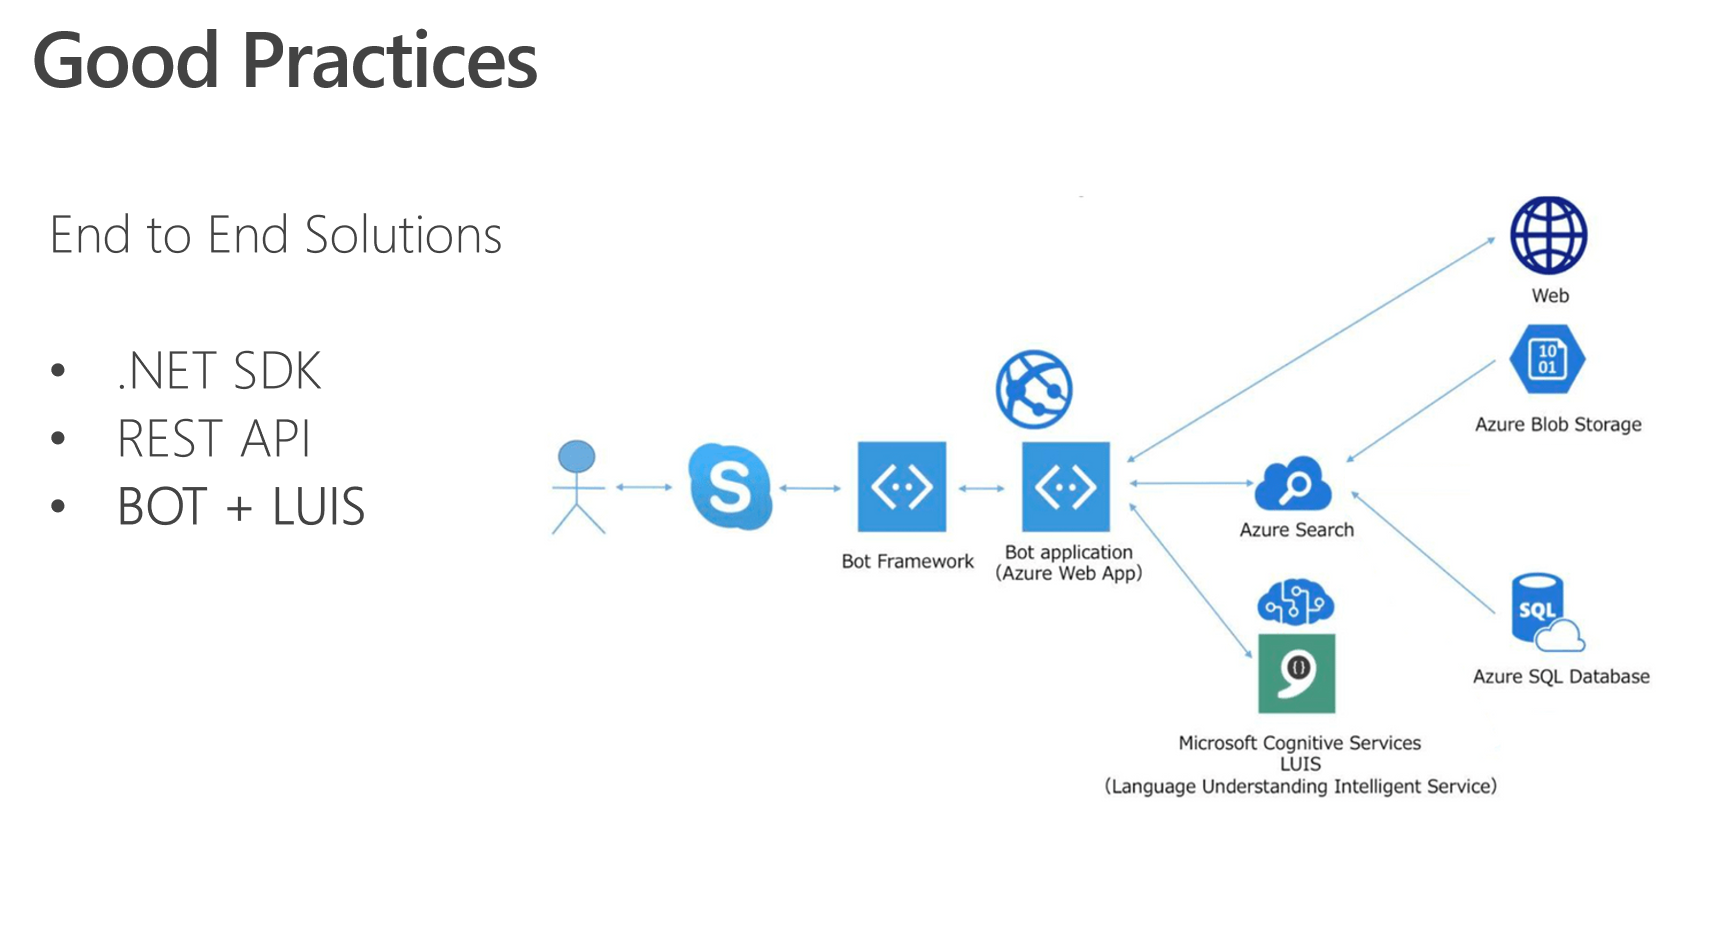 Good Practices
End to End Solutions
• .NET SDK
• REST API
• BOT + LUIS
S
Bot Framework
Bot application
(Azure Web App)
Web
10
01
Azure Blob Storage
Azure Search
SQL
Azure SQL Database
{}
Microsoft Cognitive Services
LUIS
(Language Understanding Intelligent Service)